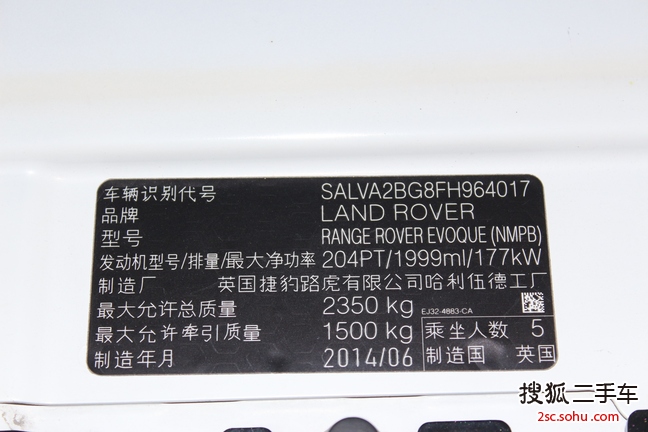 车辆识别代号 SALVA2BG8FH964017
品牌 LAND ROVER
型号 RANGE ROVER EVOQUE (NMPB)
发动机型号/排量/最大净功率 204PT/1999ml/177kW
制造厂 英国捷豹路虎有限公司哈利伍德工厂
最大允许总质量 2350 kg
EJ32-4B83-CA
最大允许牵引质量 1500 kg 乘坐人数 5
制造年月 2014/06 制造国 英国
搜狐二手车
2sc.sohu.com